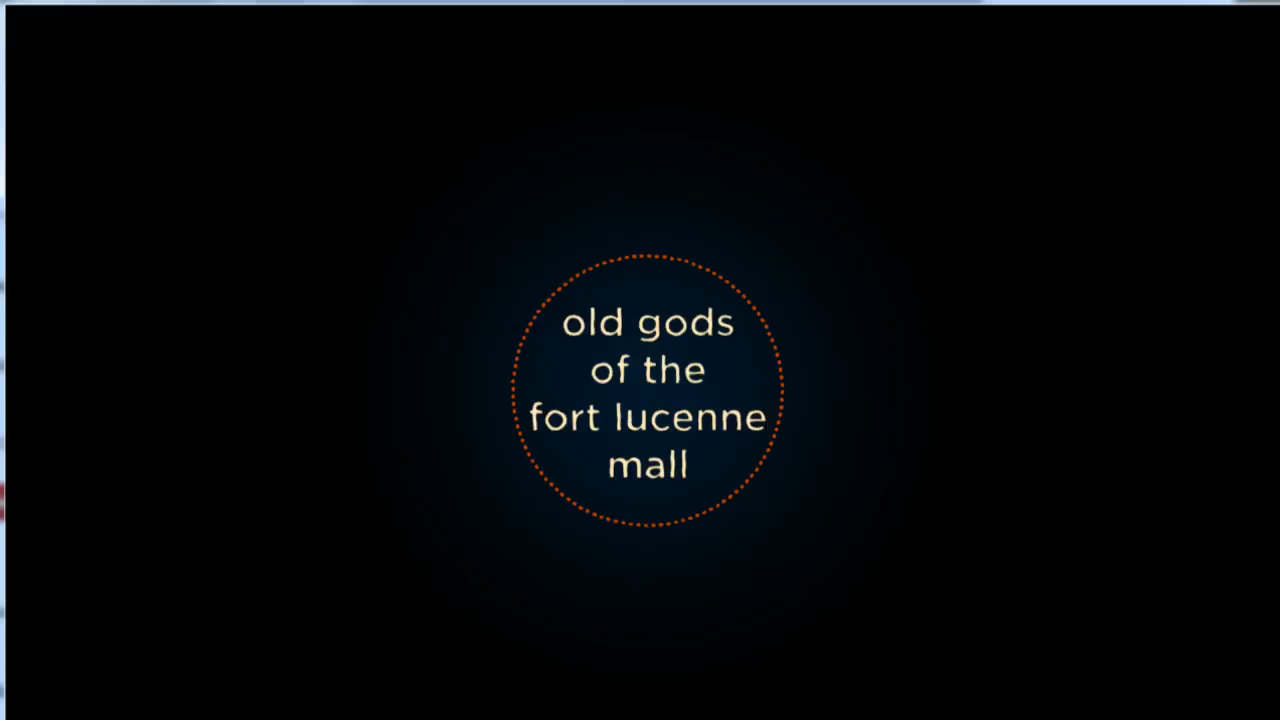 old gods
of the
fort lucenne
mall